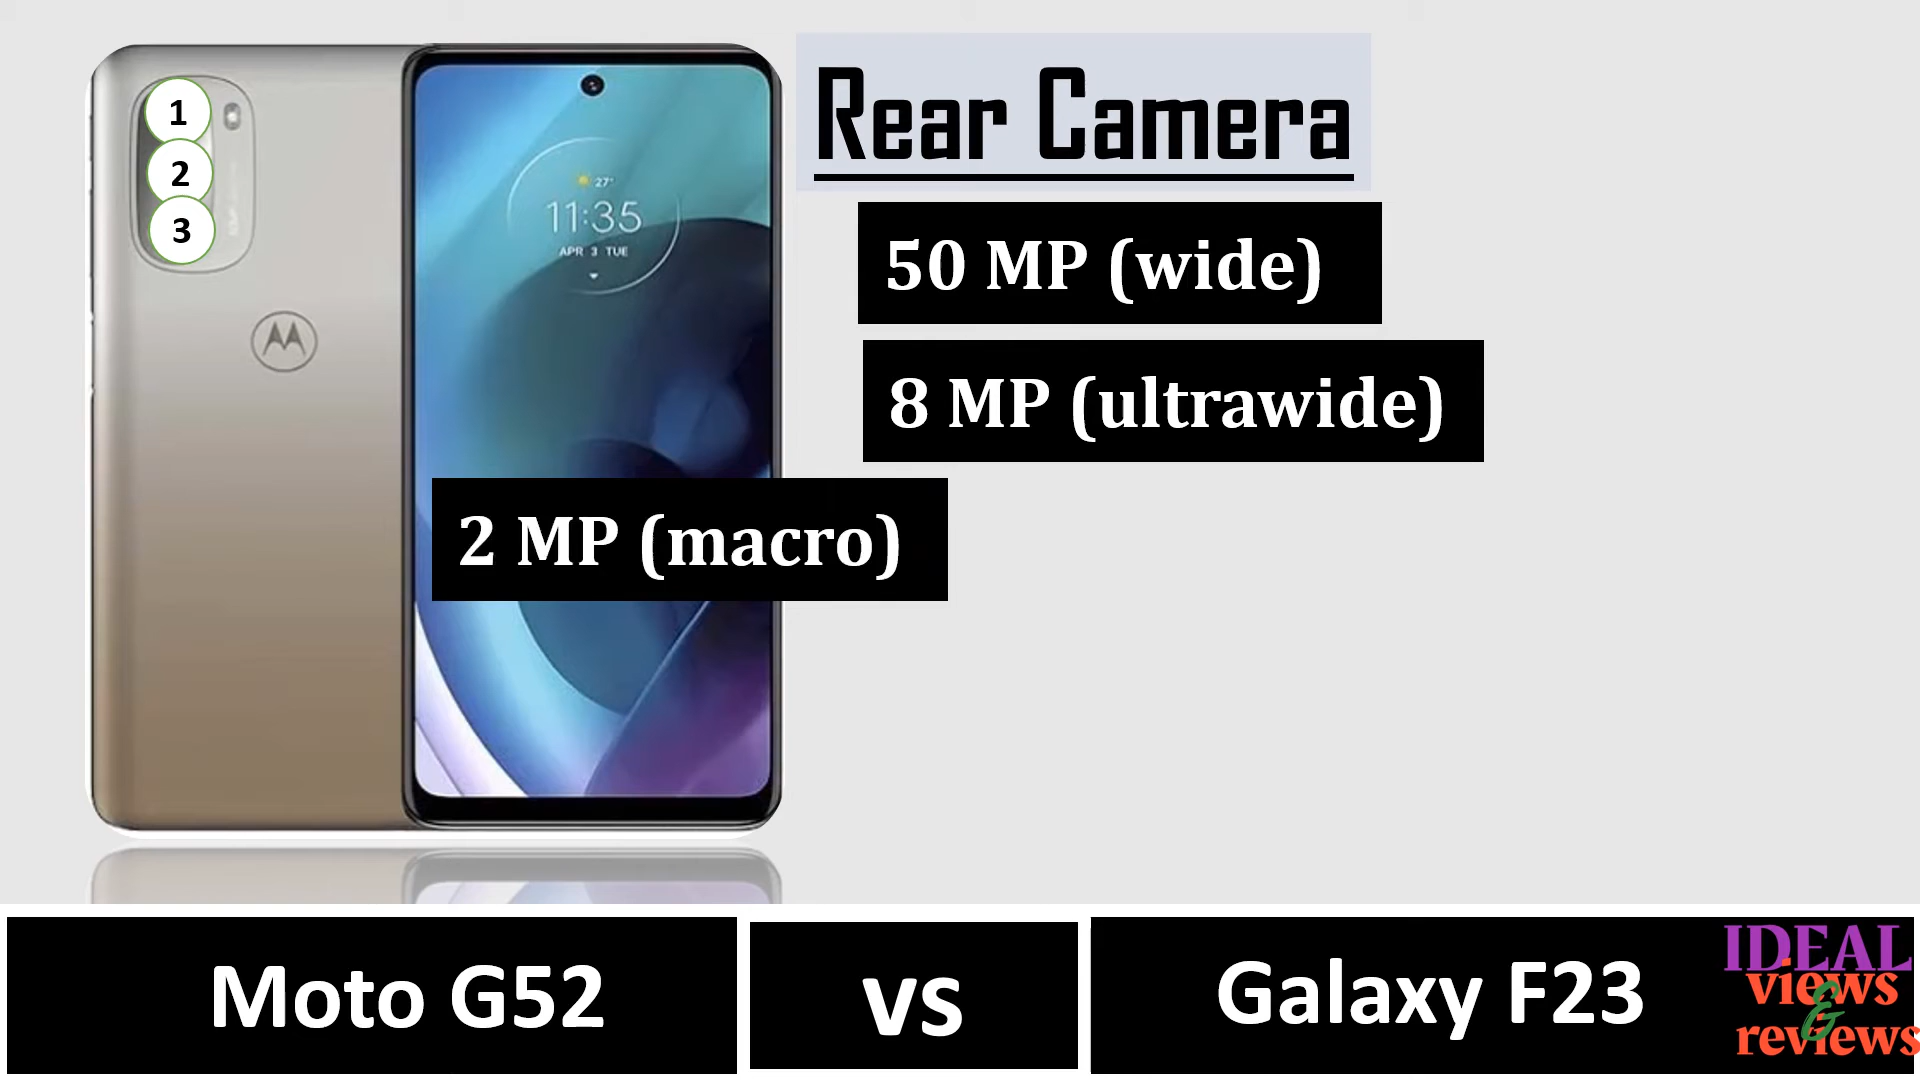 Rear Camera
1
2
3
27°
11:35
APR 3 TUE
50 MP (wide)
8 MP (ultrawide)
2 MP (macro)
Moto G52
vs
Galaxy F23
IDEAL
views
&
reviews